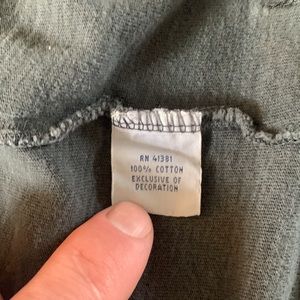 RN 41381
100% COTTON
EXCLUSIVE OF
DECORATION